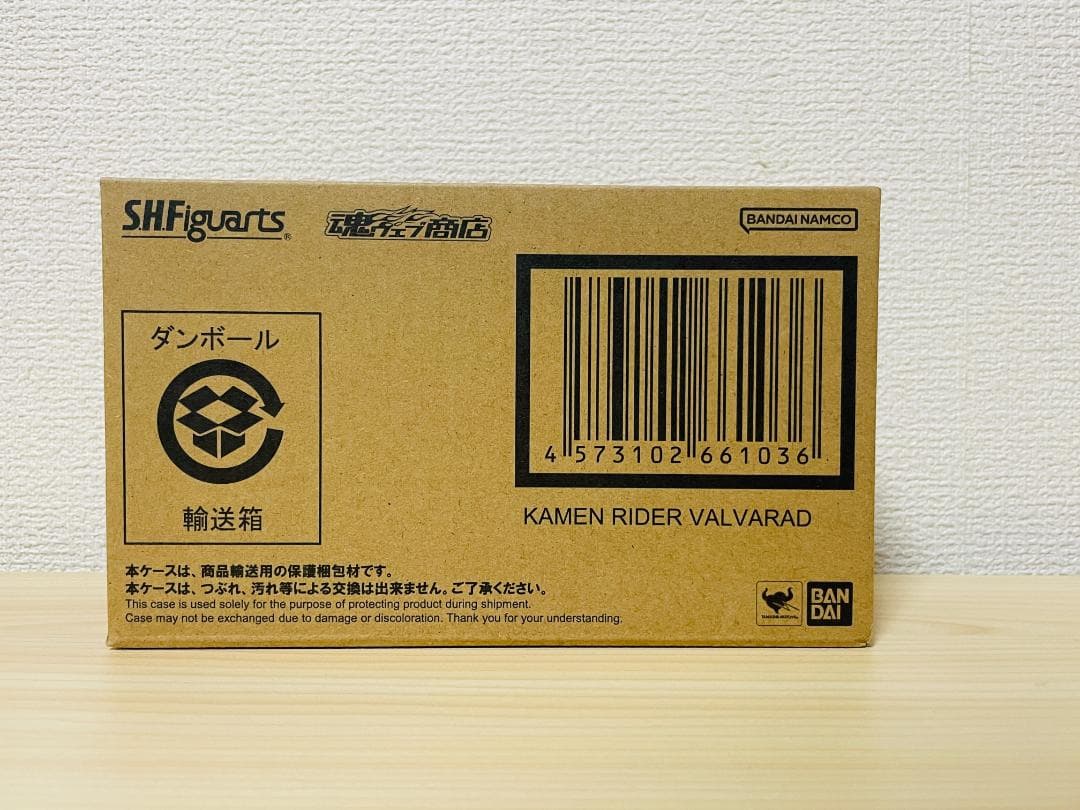 S.H.Figuarts®
魂ウェブ商店
BANDAI NAMCO
ダンボール
輸送箱
4 573102 661036
KAMEN RIDER VALVARAD
本ケースは、商品輸送用の保護梱包材です。
本ケースは、つぶれ、汚れ等による交換は出来ません。ご了承ください。
This case is used solely for the purpose of protecting product during shipment.
Case may not be exchanged due to damage or discoloration. Thank you for your understanding.
BAN
DAI